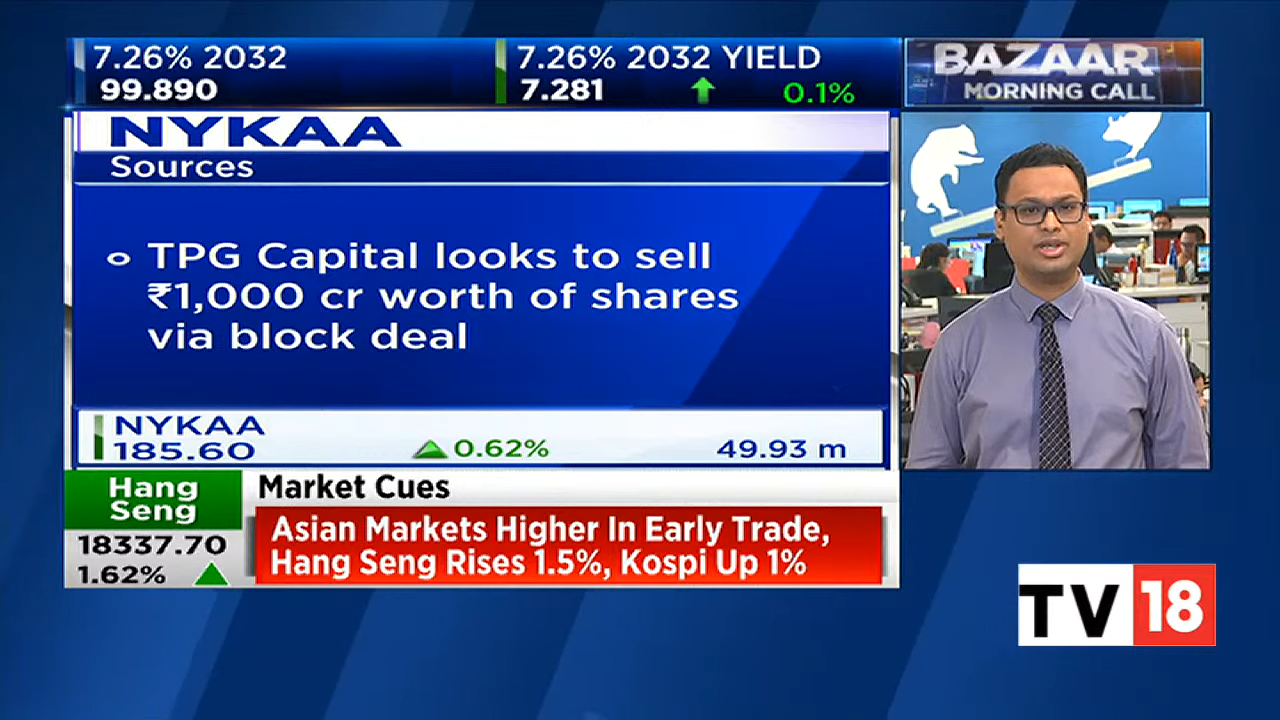 7.26% 2032
99.890
7.26% 2032 YIELD
7.281 0.1%
BAZAAR
MORNING CALL
NYKAA
Sources
TPG Capital looks to sell
₹1,000 cr worth of shares
via block deal
NYKAA
185.60 0.62% 49.93 m
Hang
Seng
18337.70
1.62%
Market Cues
Asian Markets Higher In Early Trade,
Hang Seng Rises 1.5%, Kospi Up 1%
TV18